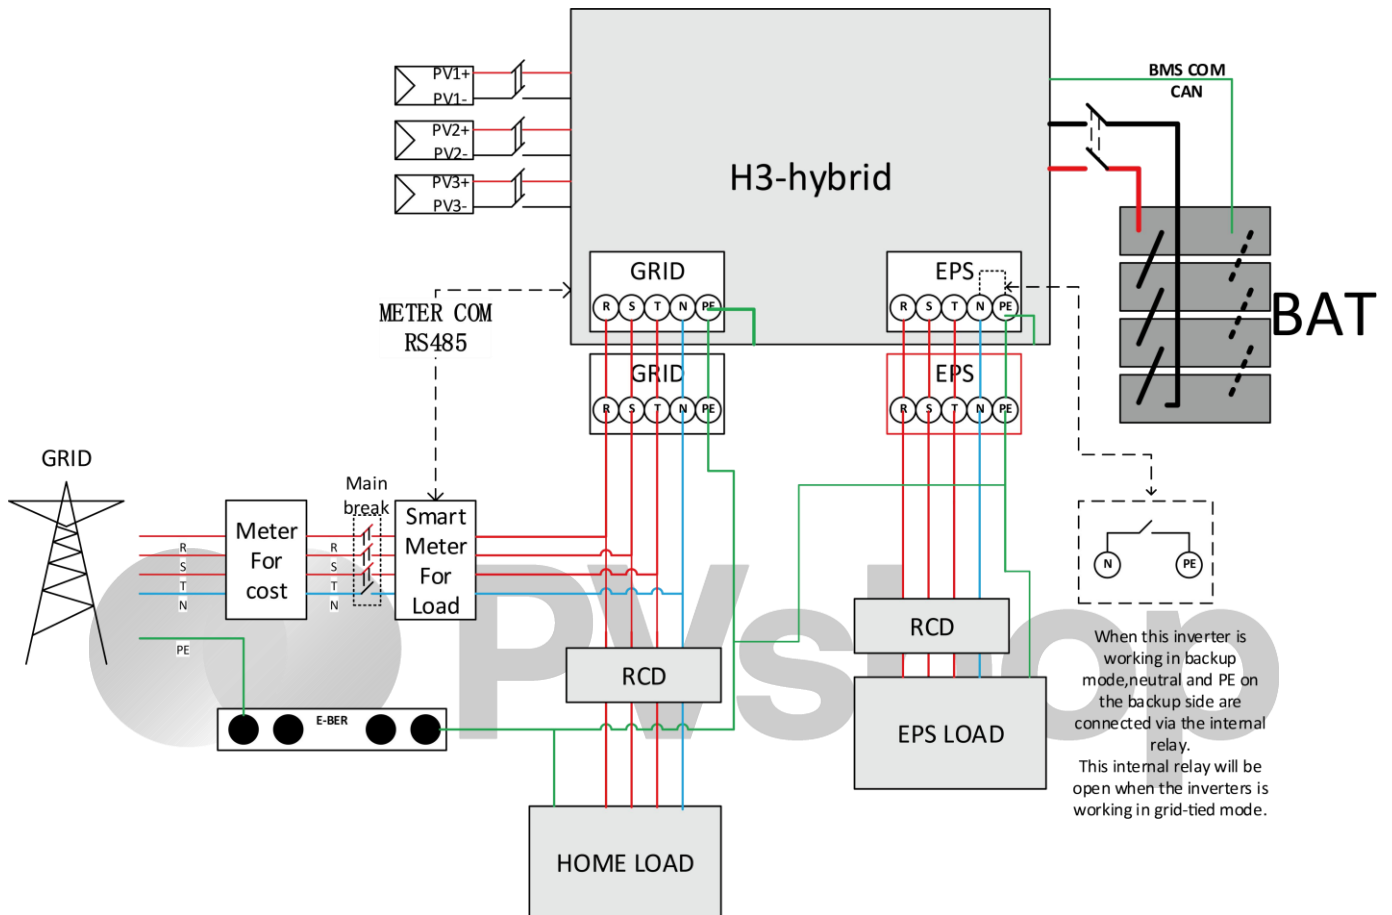 PV1+
PV1-
PV2+
PV2-
PV3+
PV3-
H3-hybrid
BMS COM
CAN
BAT
GRID
R S T N PE
EPS
R S T N PE
METER COM
RS485
GRID
R S T N PE
EPS
R S T N PE
GRID
Main
break
Meter
For
cost
Smart
Meter
For
Load
R
S
T
N
R
S
T
N
PE
E-BER
RCD
HOME LOAD
RCD
EPS LOAD
N
PE
When this inverter is
working in backup
mode,neutral and PE on
the backup side are
connected via the internal
relay.
This internal relay will be
open when the inverters is
working in grid-tied mode.
PVshop